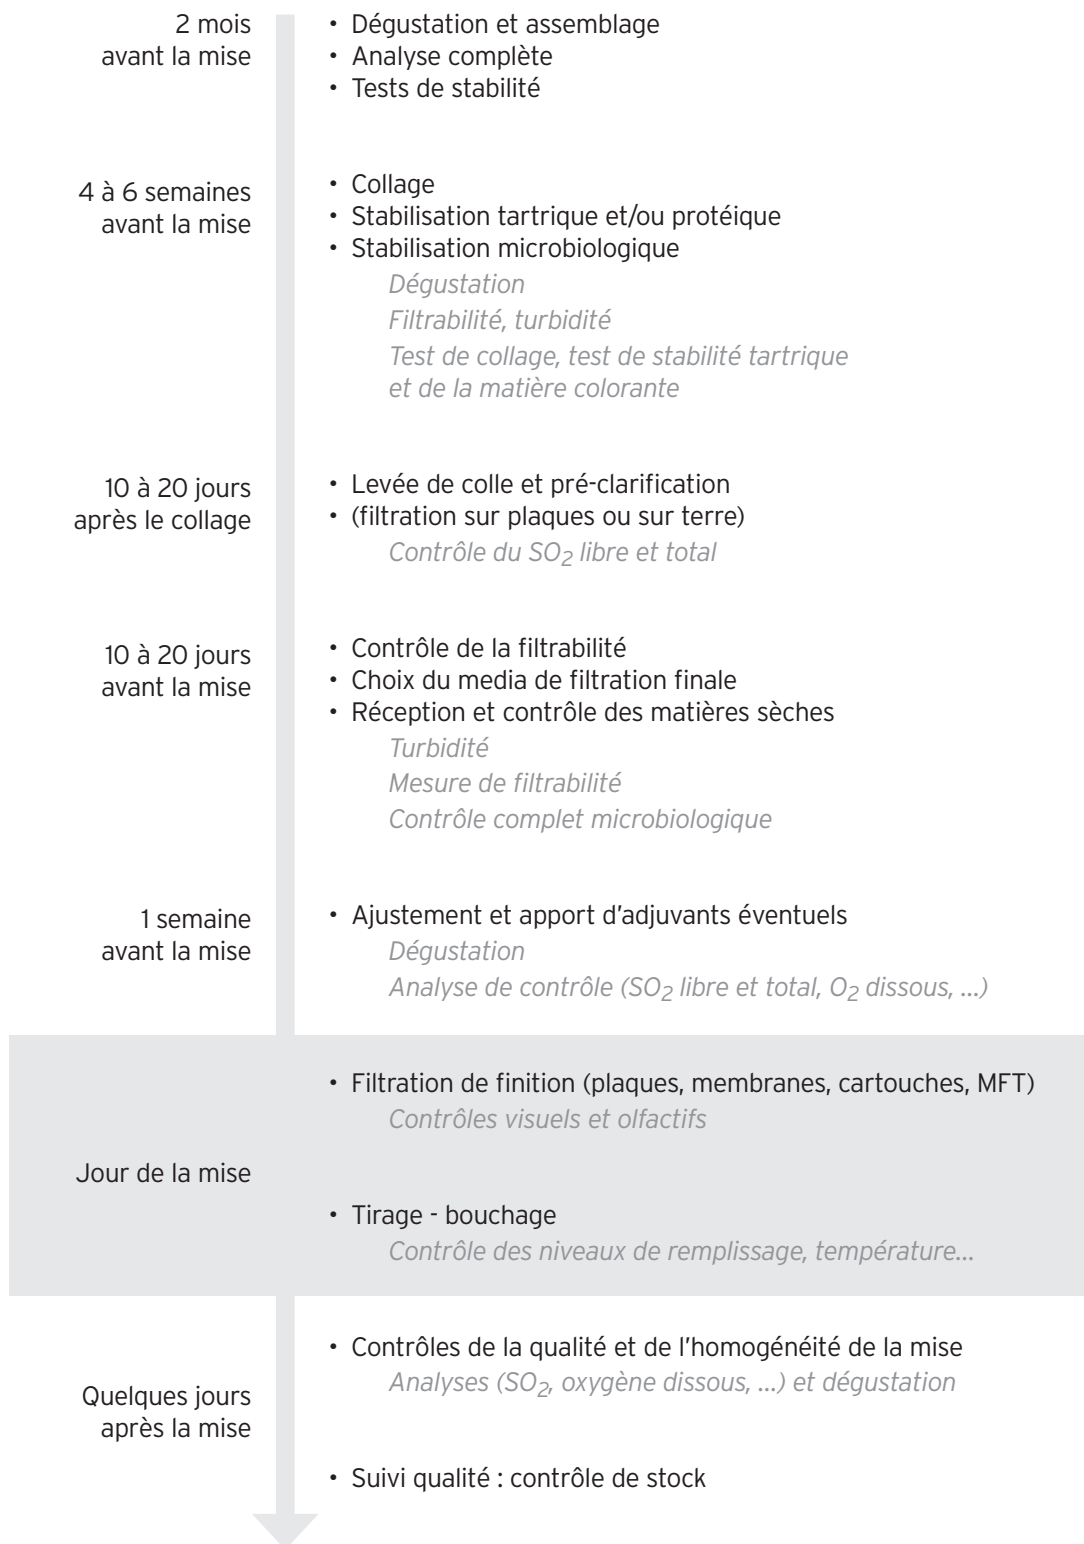 2 mois
avant la mise
• Dégustation et assemblage
• Analyse complète
• Tests de stabilité
4 à 6 semaines
avant la mise
• Collage
• Stabilisation tartrique et/ou protéique
• Stabilisation microbiologique
Dégustation
Filtrabilité, turbidité
Test de collage, test de stabilité tartrique
et de la matière colorante
10 à 20 jours
après le collage
• Levée de colle et pré-clarification
• (filtration sur plaques ou sur terre)
Contrôle du SO2 libre et total
10 à 20 jours
avant la mise
• Contrôle de la filtrabilité
• Choix du media de filtration finale
• Réception et contrôle des matières sèches
Turbidité
Mesure de filtrabilité
Contrôle complet microbiologique
1 semaine
avant la mise
• Ajustement et apport d'adjuvants éventuels
Dégustation
Analyse de contrôle (SO2 libre et total, O2 dissous, ...)
Jour de la mise
• Filtration de finition (plaques, membranes, cartouches, MFT)
Contrôles visuels et olfactifs
• Tirage - bouchage
Contrôle des niveaux de remplissage, température...
Quelques jours
après la mise
• Contrôles de la qualité et de l'homogénéité de la mise
Analyses (SO2, oxygène dissous, ...) et dégustation
• Suivi qualité : contrôle de stock